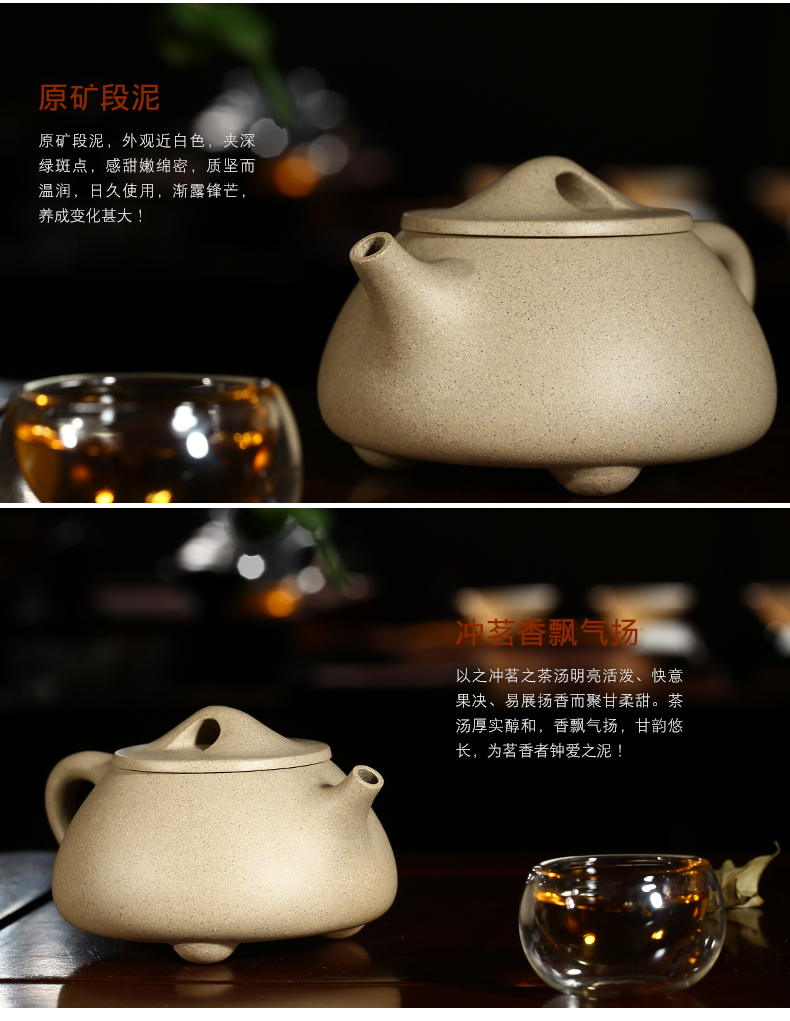 原矿段泥
原矿段泥，外观近白色，夹深
绿斑点，感甜嫩绵密，质坚而
温润，日久使用，渐露锋芒，
养成变化甚大！
冲茗香飘气扬
以之冲茗之茶汤明亮活泼、快意
果决、易展扬香而聚甘柔甜。茶
汤厚实醇和，香飘气扬，甘韵悠
长，为茗香者钟爱之泥！